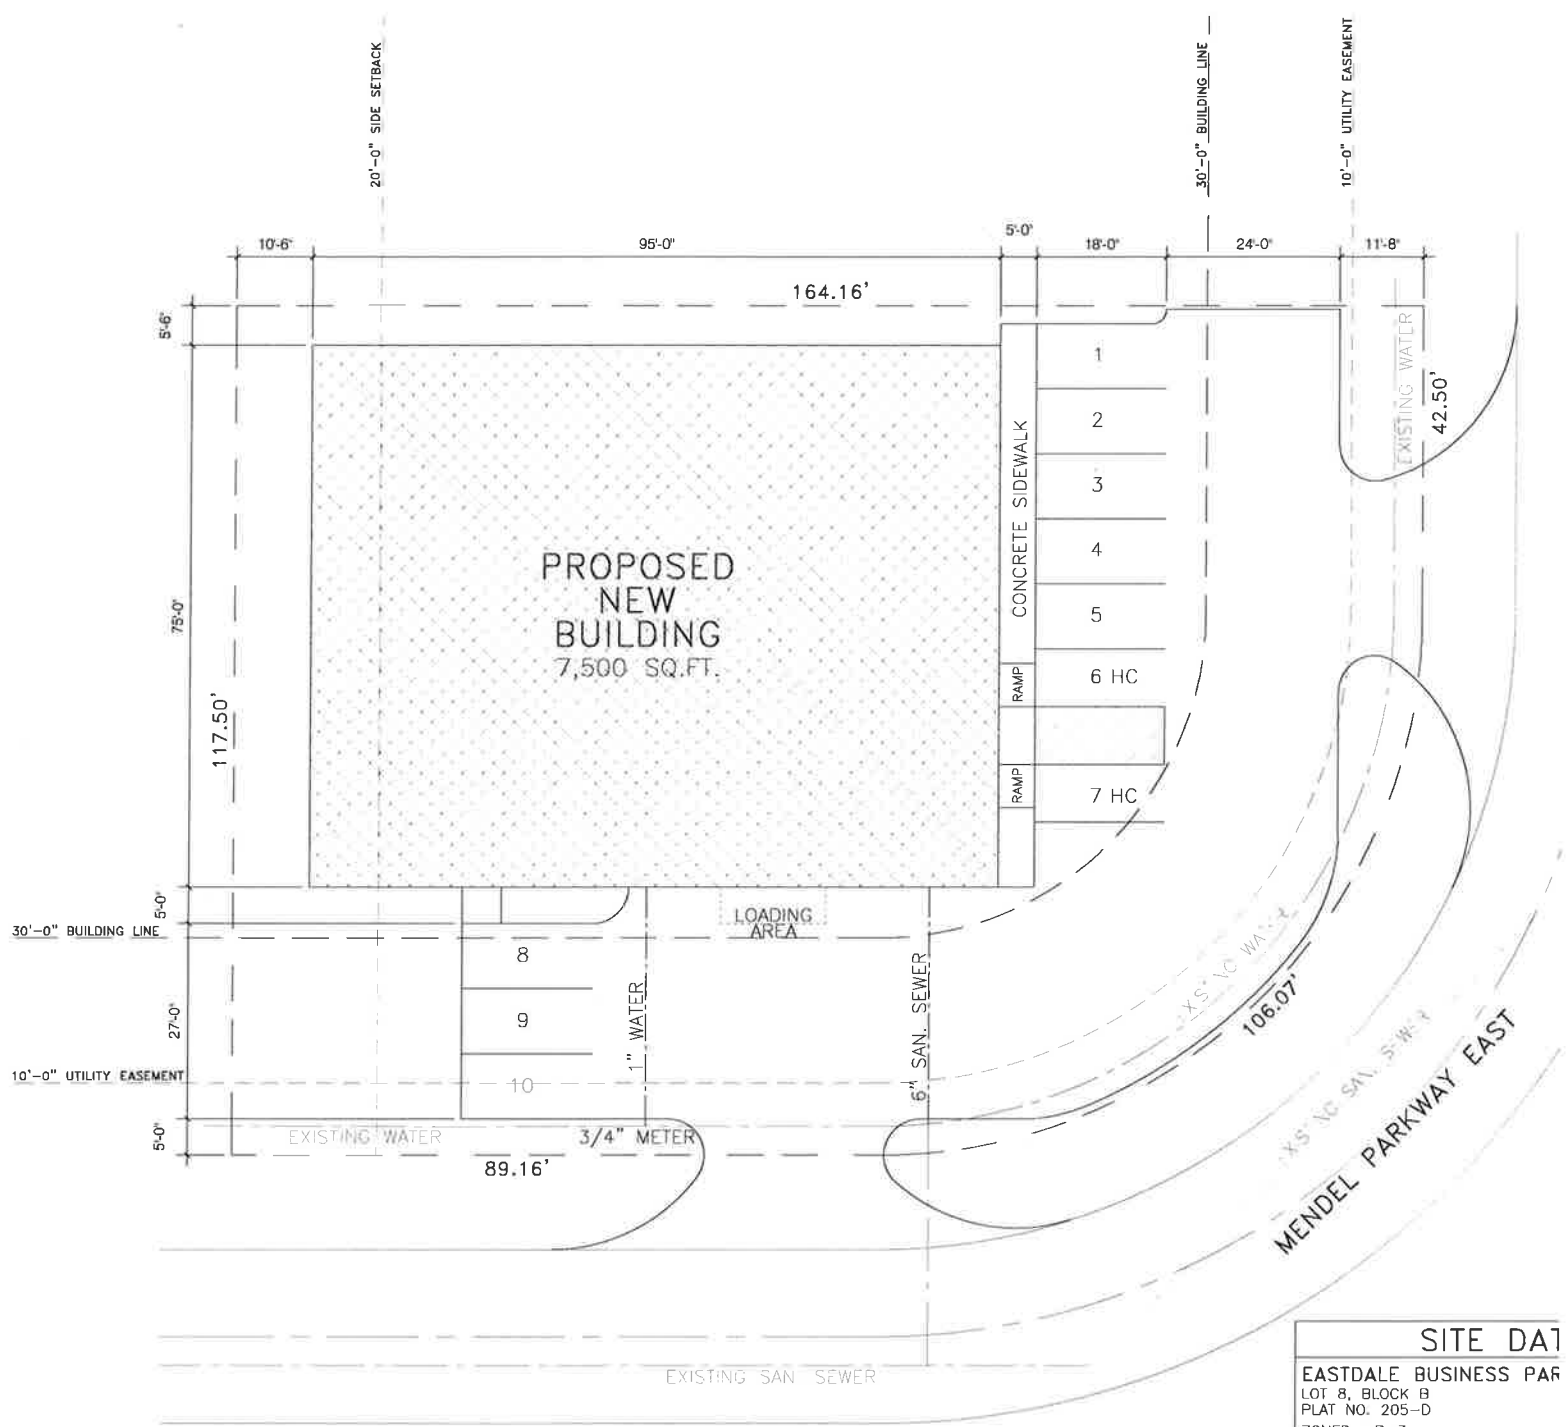 20'-0" SIDE SETBACK
30'-0" BUILDING LINE
10'-0" UTILITY EASEMENT
10'-6"
95'-0"
5'-0"
18'-0"
24'-0"
11'-8"
164.16'
5'-6"
75'-0"
117.50'
5'-0"
27'-0"
5'-0"
42.50'
EXISTING WATER
PROPOSED
NEW
BUILDING
7,500 SQ.FT.
CONCRETE SIDEWALK
RAMP
RAMP
1
2
3
4
5
6 HC
7 HC
30'-0" BUILDING LINE
10'-0" UTILITY EASEMENT
8
9
10
LOADING
AREA
1" WATER
6" SAN. SEWER
EXISTING WATER
3/4" METER
89.16'
106.07'
MENDEL PARKWAY EAST
EXISTING SAN SEWER
SITE DAT
EASTDALE BUSINESS PAR
LOT 8, BLOCK B
PLAT NO. 205-D